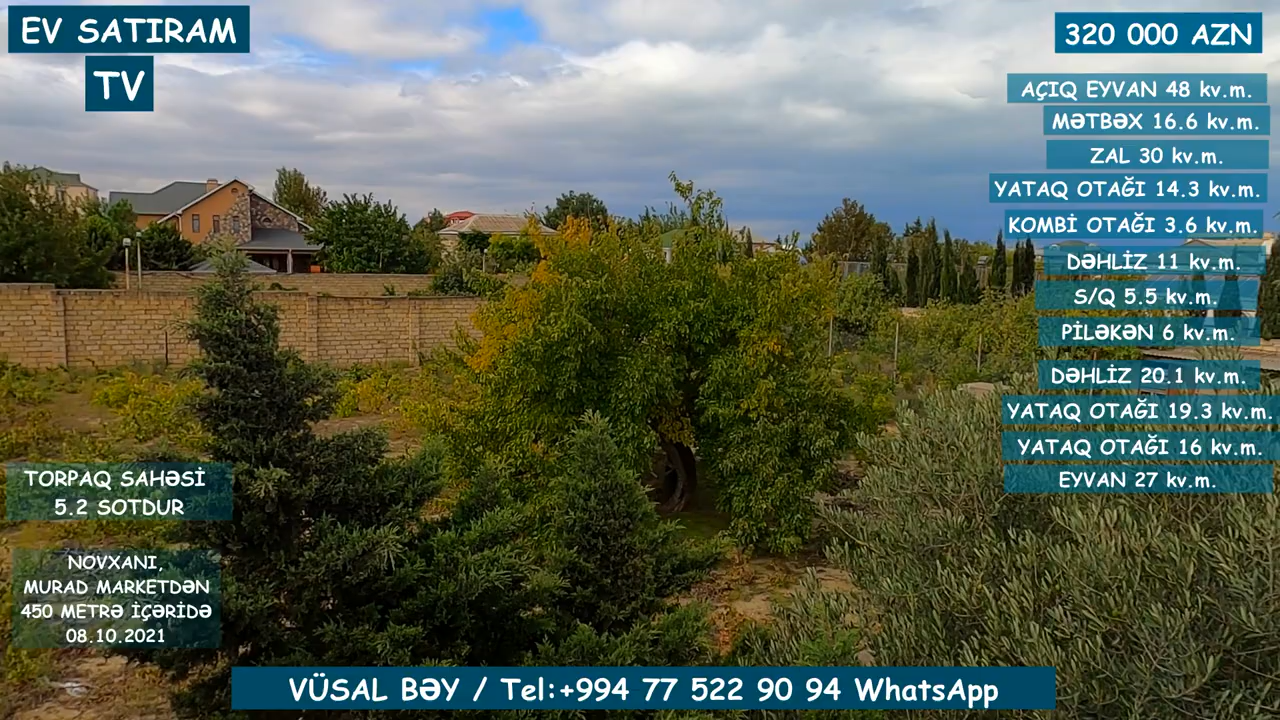 EV SATIRAM
TV
320 000 AZN
AÇIQ EYVAN 48 kv.m.
MƏTBƏX 16.6 kv.m.
ZAL 30 kv.m.
YATAQ OTAĞI 14.3 kv.m.
KOMBİ OTAĞI 3.6 kv.m.
DƏHLİZ 11 kv.m.
S/Q 5.5 kv.m.
PİLƏKƏN 6 kv.m.
DƏHLİZ 20.1 kv.m.
YATAQ OTAĞI 19.3 kv.m.
YATAQ OTAĞI 16 kv.m.
EYVAN 27 kv.m.
TORPAQ SAHƏSİ
5.2 SOTDUR
NOVXANI,
MURAD MARKETDƏN
450 METRƏ İÇƏRİDƏ
08.10.2021
VÜSAL BƏY / Tel:+994 77 522 90 94 WhatsApp